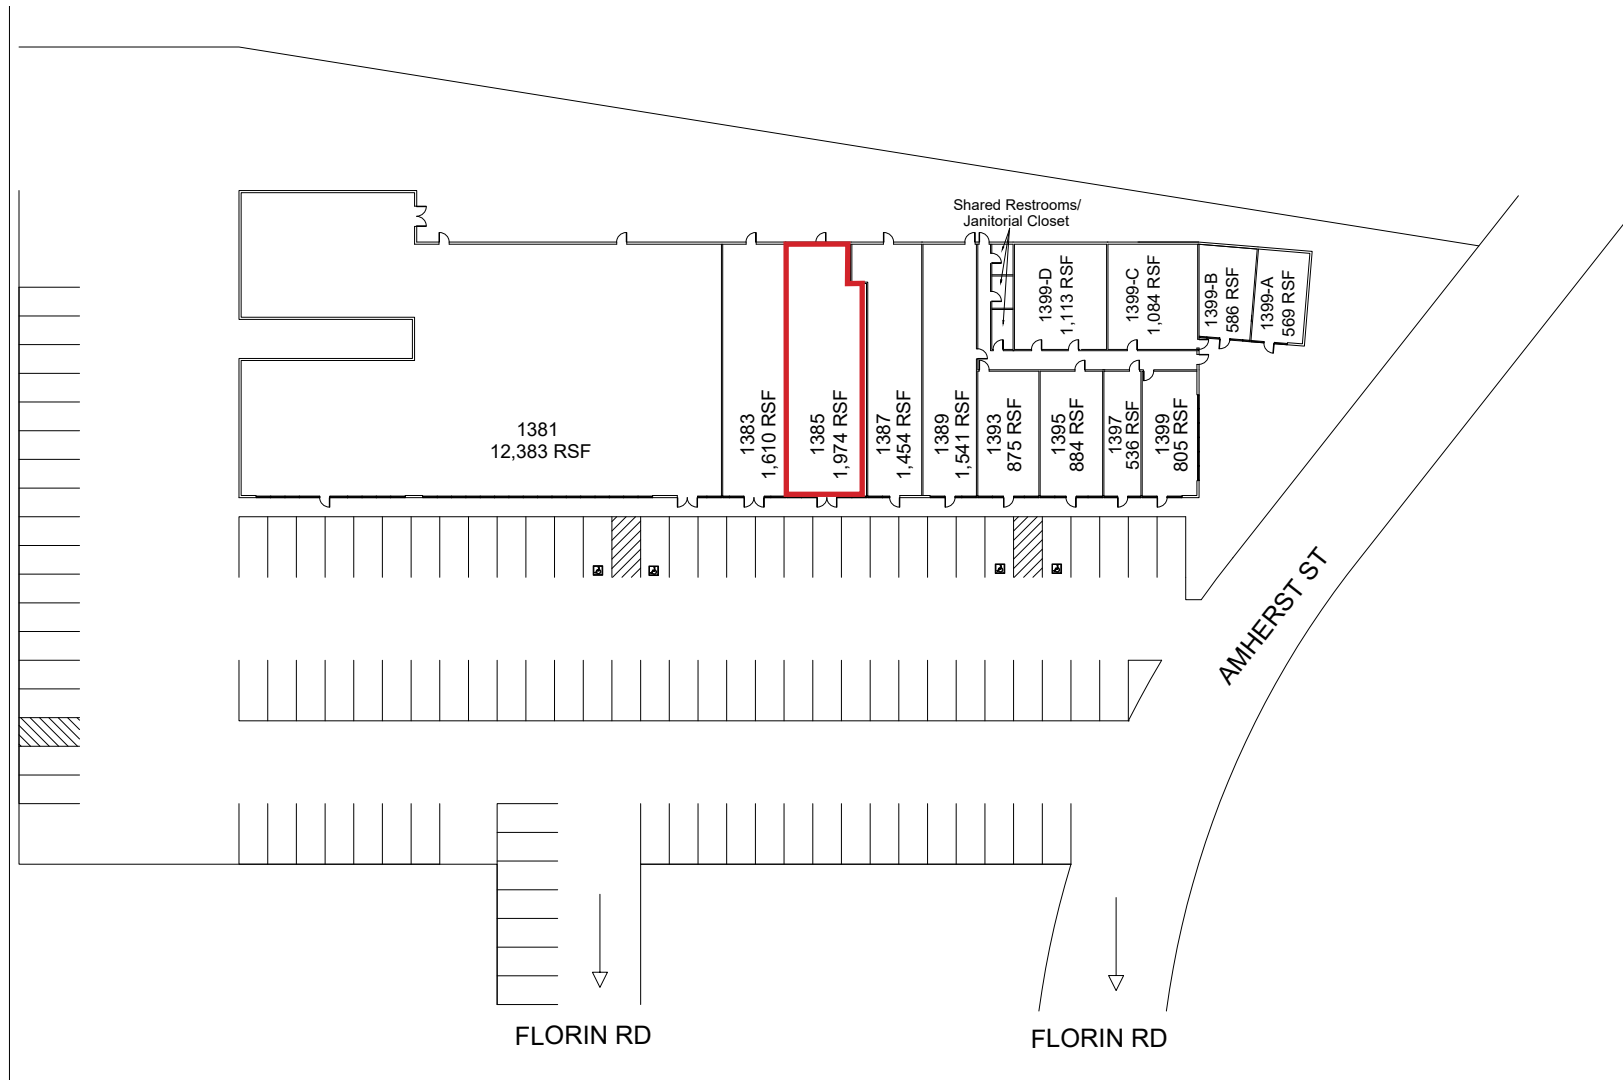 Shared Restrooms/
Janitorial Closet
1399-D
1,113 RSF
1399-C
1,084 RSF
1399-B
586 RSF
1399-A
569 RSF
1381
12,383 RSF
1383
1,610 RSF
1385
1,974 RSF
1387
1,454 RSF
1389
1,541 RSF
1393
875 RSF
1395
884 RSF
1397
536 RSF
1399
805 RSF
AMHERST ST
FLORIN RD
FLORIN RD